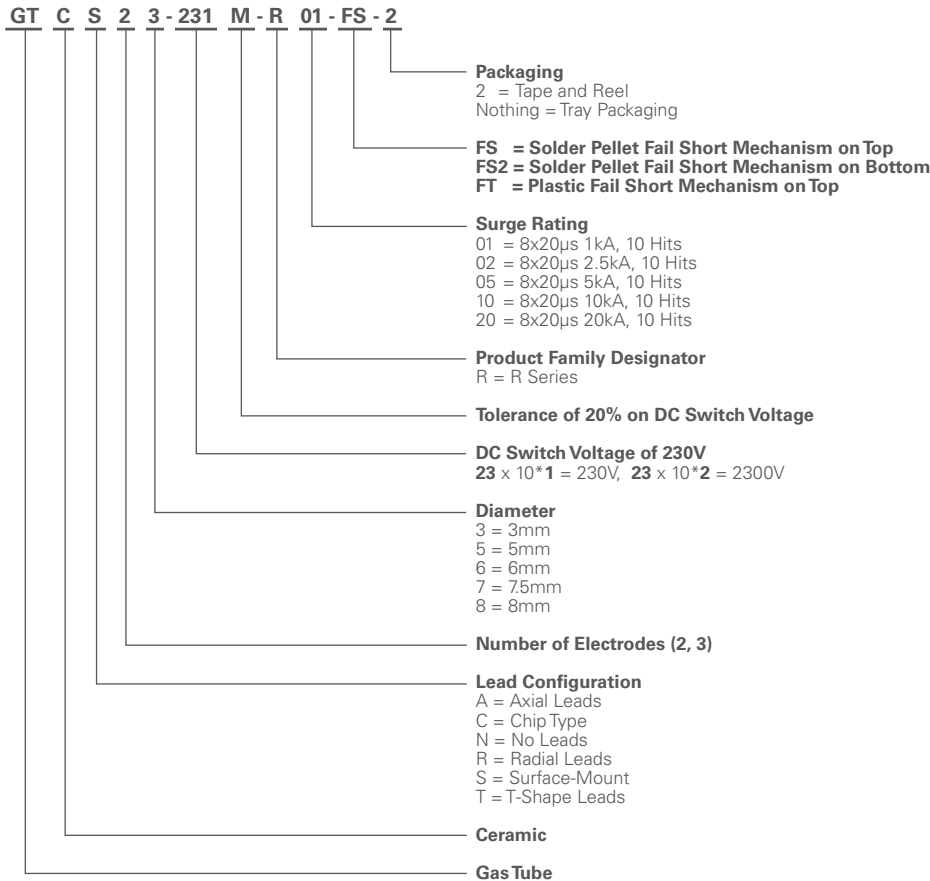 GT C S 2 3 - 231 M - R 01 - FS - 2
Packaging
2 = Tape and Reel
Nothing = Tray Packaging
FS = Solder Pellet Fail Short Mechanism on Top
FS2 = Solder Pellet Fail Short Mechanism on Bottom
FT = Plastic Fail Short Mechanism on Top
Surge Rating
01 = 8x20µs 1kA, 10 Hits
02 = 8x20µs 2.5kA, 10 Hits
05 = 8x20µs 5kA, 10 Hits
10 = 8x20µs 10kA, 10 Hits
20 = 8x20µs 20kA, 10 Hits
Product Family Designator
R = R Series
Tolerance of 20% on DC Switch Voltage
DC Switch Voltage of 230V
23 x 10*1 = 230V, 23 x 10*2 = 2300V
Diameter
3 = 3mm
5 = 5mm
6 = 6mm
7 = 7.5mm
8 = 8mm
Number of Electrodes (2, 3)
Lead Configuration
A = Axial Leads
C = Chip Type
N = No Leads
R = Radial Leads
S = Surface-Mount
T = T-Shape Leads
Ceramic
Gas Tube